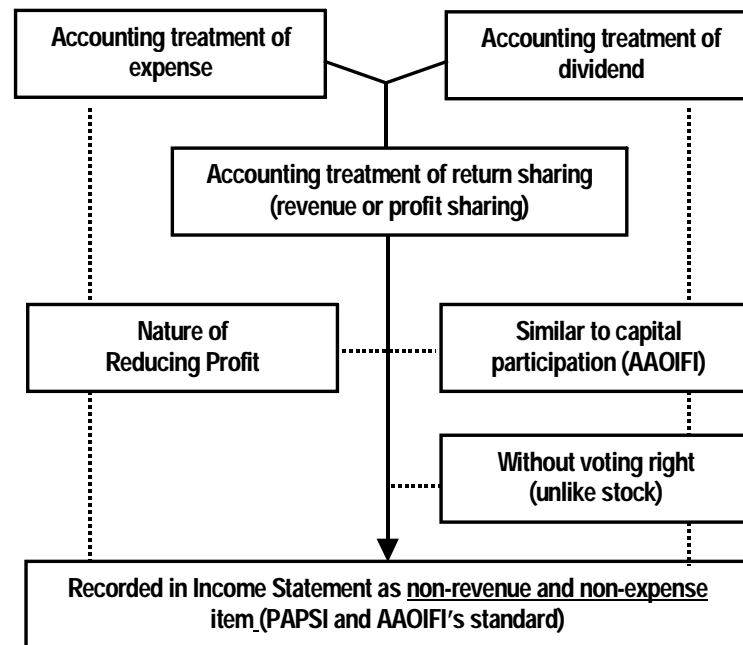 Accounting treatment of
expense
Accounting treatment of
dividend
Accounting treatment of return sharing
(revenue or profit sharing)
Nature of
Reducing Profit
Similar to capital
participation (AAOIFI)
Without voting right
(unlike stock)
Recorded in Income Statement as non-revenue and non-expense
item (PAPSI and AAOIFI's standard)